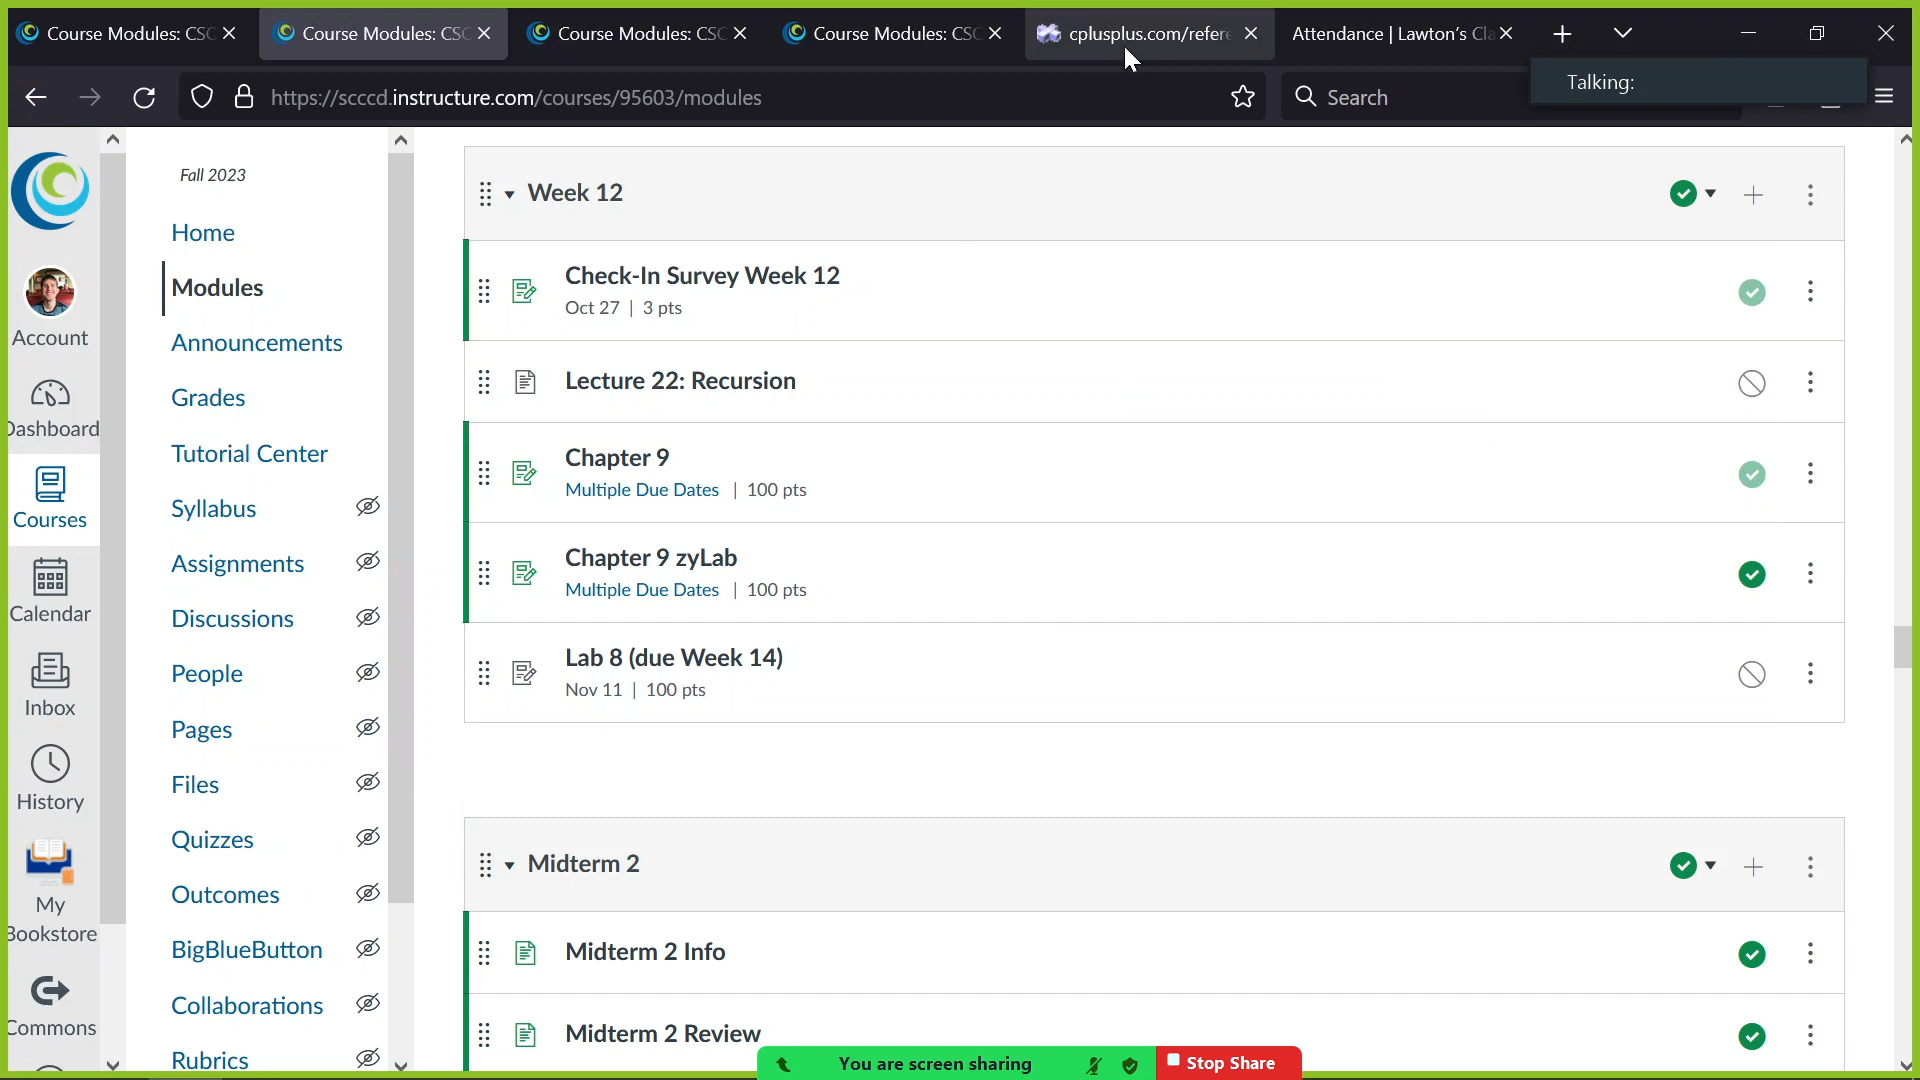 Course Modules: CSC
Course Modules: CSC
Course Modules: CSC
Course Modules: CSC
cplusplus.com/refere
Attendance | Lawton's Cla
https://scccd.instructure.com/courses/95603/modules
Search
Talking:
Account
Dashboard
Courses
Calendar
Inbox
History
My
Bookstore
Commons
Fall 2023
Home
Modules
Announcements
Grades
Tutorial Center
Syllabus
Assignments
Discussions
People
Pages
Files
Quizzes
Outcomes
BigBlueButton
Collaborations
Rubrics
Week 12
Check-In Survey Week 12
Oct 27 | 3 pts
Lecture 22: Recursion
Chapter 9
Multiple Due Dates | 100 pts
Chapter 9 zyLab
Multiple Due Dates | 100 pts
Lab 8 (due Week 14)
Nov 11 | 100 pts
Midterm 2
Midterm 2 Info
Midterm 2 Review
You are screen sharing
Stop Share